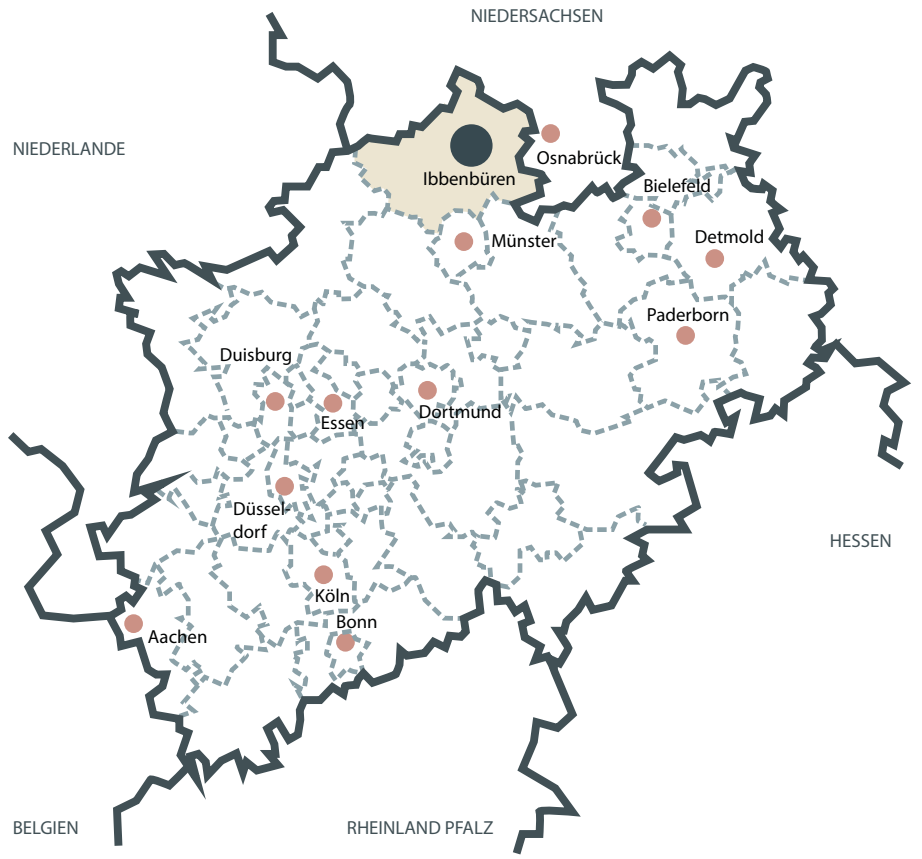 NIEDERSACHSEN
NIEDERLANDE
Osnabrück
Ibbenbüren
Bielefeld
Münster
Detmold
Paderborn
Duisburg
Essen
Dortmund
Düssel-
dorf
HESSEN
Köln
Bonn
Aachen
BELGIEN
RHEINLAND PFALZ